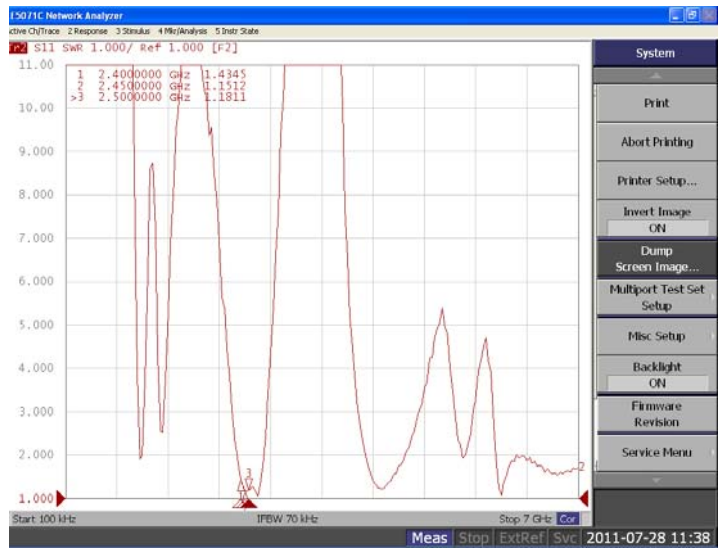 E5071C Network Analyzer
ctive Ch/Trace 2 Response 3 Stimulus 4 Mkr/Analysis 5 Instr State
Tr2 S11 SWR 1.000/ Ref 1.000 [F2]
11.00
10.00
9.000
8.000
7.000
6.000
5.000
4.000
3.000
2.000
1.000
1 2.4000000 GHz 1.4345
2 2.4500000 GHz 1.1512
>3 2.5000000 GHz 1.1811
3
2
System
Print
Abort Printing
Printer Setup...
Invert Image
ON
Dump
Screen Image...
Multiport Test Set
Setup
Misc Setup
Backlight
ON
Firmware
Revision
Service Menu
Start 100 kHz IFBW 70 kHz Stop 7 GHz Cor
Meas Stop ExtRef Svc 2011-07-28 11:38